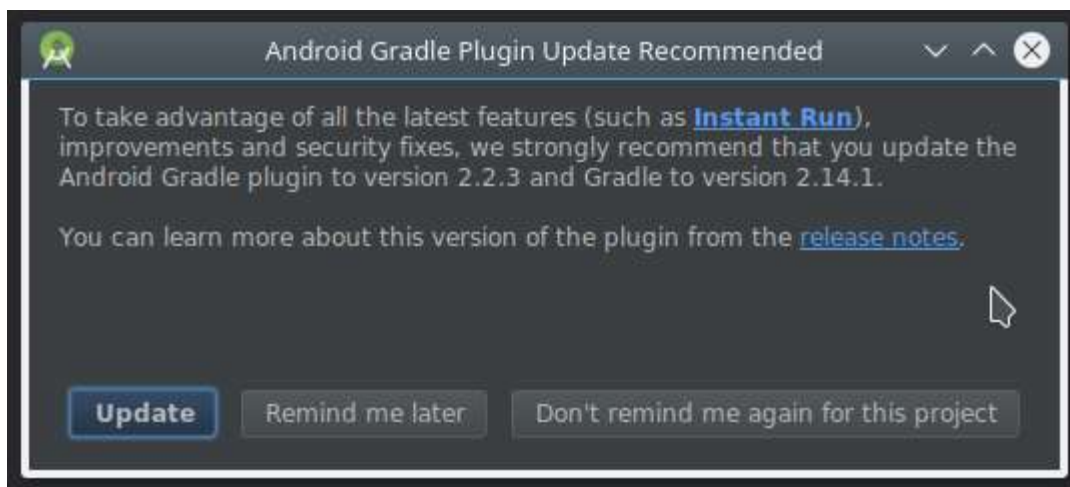 Android Gradle Plugin Update Recommended
To take advantage of all the latest features (such as Instant Run),
improvements and security fixes, we strongly recommend that you update the
Android Gradle plugin to version 2.2.3 and Gradle to version 2.14.1.
You can learn more about this version of the plugin from the release notes.
Update
Remind me later
Don't remind me again for this project